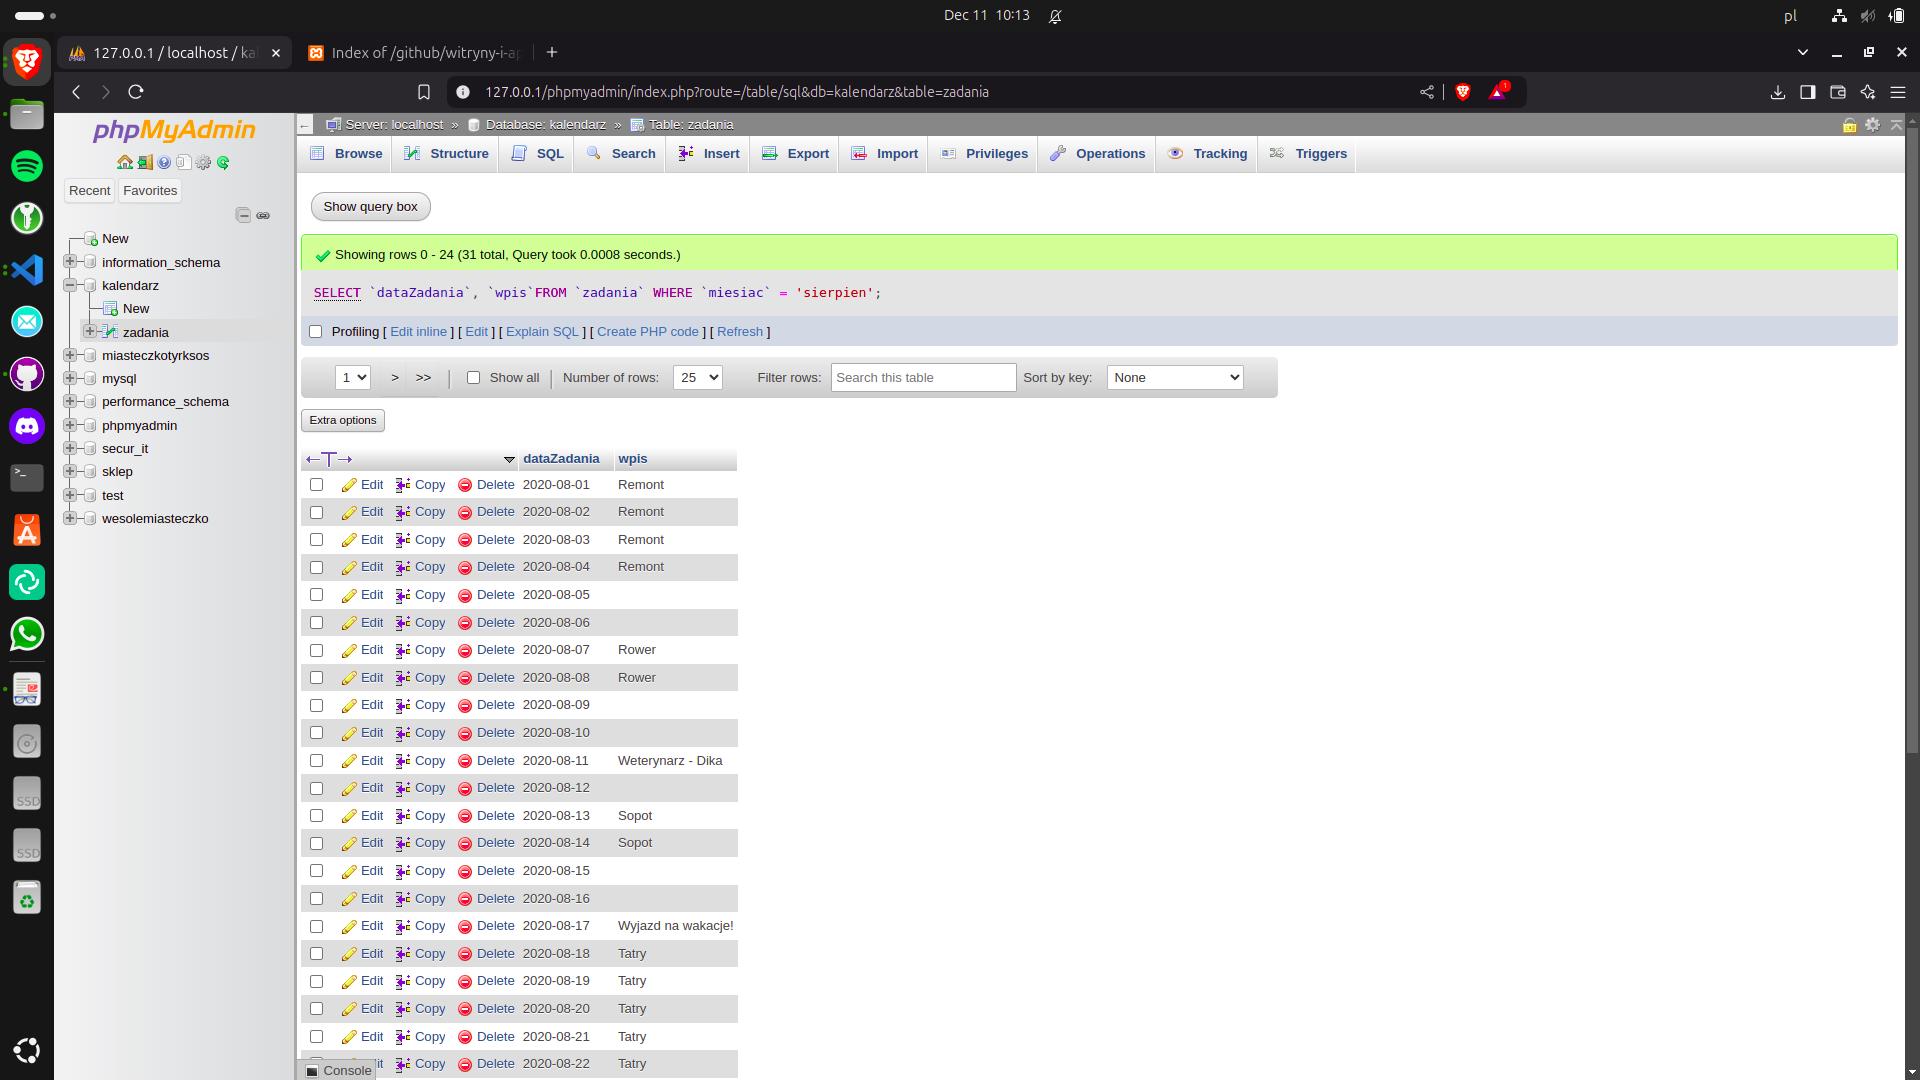 Dec 11 10:13
pl
127.0.0.1 / localhost / ka
Index of /github/witryny-i-ap
127.0.0.1/phpmyadmin/index.php?route=/table/sql&db=kalendarz&table=zadania
1
phpMyAdmin
Recent Favorites
New
information_schema
kalendarz
New
zadania
miasteczkotyrksos
mysql
performance_schema
phpmyadmin
secur_it
sklep
test
wesolemiasteczko
Server: localhost » Database: kalendarz » Table: zadania
Browse Structure SQL Search Insert Export Import Privileges Operations Tracking Triggers
Show query box
Showing rows 0 - 24 (31 total, Query took 0.0008 seconds.)
SELECT `dataZadania`, `wpis`FROM `zadania` WHERE `miesiac` = 'sierpien';
Profiling [ Edit inline ] [ Edit ] [ Explain SQL ] [ Create PHP code ] [ Refresh ]
1 > >> Show all Number of rows: 25 Filter rows: Search this table Sort by key: None
Extra options
dataZadania wpis
Edit Copy Delete 2020-08-01 Remont
Edit Copy Delete 2020-08-02 Remont
Edit Copy Delete 2020-08-03 Remont
Edit Copy Delete 2020-08-04 Remont
Edit Copy Delete 2020-08-05
Edit Copy Delete 2020-08-06
Edit Copy Delete 2020-08-07 Rower
Edit Copy Delete 2020-08-08 Rower
Edit Copy Delete 2020-08-09
Edit Copy Delete 2020-08-10
Edit Copy Delete 2020-08-11 Weterynarz - Dika
Edit Copy Delete 2020-08-12
Edit Copy Delete 2020-08-13 Sopot
Edit Copy Delete 2020-08-14 Sopot
Edit Copy Delete 2020-08-15
Edit Copy Delete 2020-08-16
Edit Copy Delete 2020-08-17 Wyjazd na wakacje!
Edit Copy Delete 2020-08-18 Tatry
Edit Copy Delete 2020-08-19 Tatry
Edit Copy Delete 2020-08-20 Tatry
Edit Copy Delete 2020-08-21 Tatry
it Copy Delete 2020-08-22 Tatry
Console
SSD
SSD